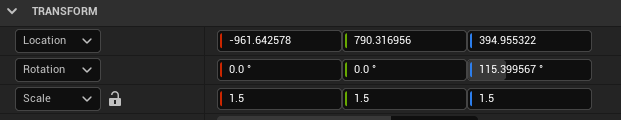 TRANSFORM
Location -961.642578 790.316956 394.955322
Rotation 0.0 ° 0.0 ° 115.399567 °
Scale 1.5 1.5 1.5